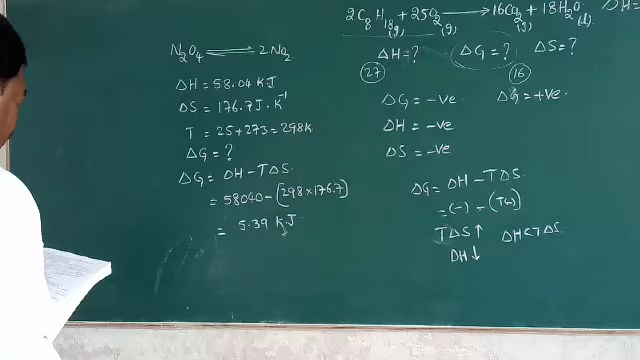 2C₈H₁₈(g) + 25O₂(g) ⟶ 16CO₂(g) + 18H₂O(l) ΔH=
N₂O₄ ⇌ 2NO₂
ΔH = 58.04 KJ
ΔS = 176.7 J·K⁻¹
T = 25+273 = 298K
ΔG = ?
ΔG = ΔH − TΔS
= 58040 − [298×176.7]
= 5.39 KJ
ΔH = ? ΔG = ? ΔS = ?
27 16
ΔG = −ve ΔG = +ve
ΔH = −ve
ΔS = −ve
ΔG = ΔH − TΔS
= (−) −
TΔS↑ ΔH<TΔS
ΔH↓